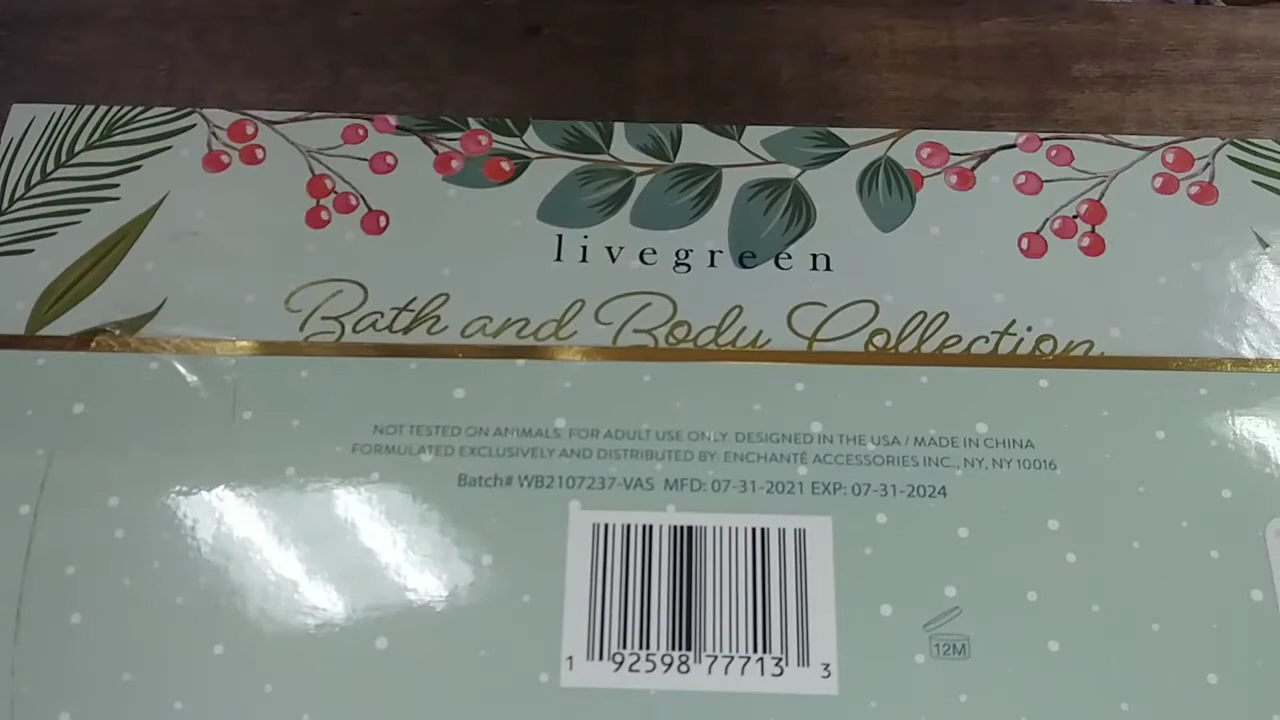 livegreen
Bath and Body Collection
NOT TESTED ON ANIMALS. FOR ADULT USE ONLY. DESIGNED IN THE USA / MADE IN CHINA
FORMULATED EXCLUSIVELY AND DISTRIBUTED BY: ENCHANTÉ ACCESSORIES INC., NY, NY 10016
Batch# WB2107237-VAS MFD: 07-31-2021 EXP: 07-31-2024
1 92598 77713 3
12M